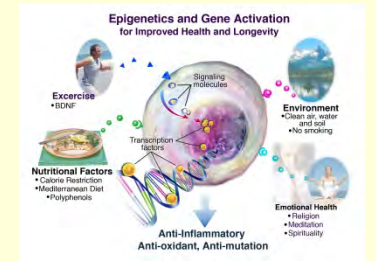 Epigenetics and Gene Activation
for Improved Health and Longevity
Excercise
•BDNF
Signaling
molecules
Environment
•Clean air, water
and soil
•No smoking
Transcription
factors
Nutritional Factors
•Calorie Restriction
•Mediterranean Diet
•Polyphenols
Emotional Health
•Religion
•Meditation
•Spirituality
Anti-Inflammatory
Anti-oxidant, Anti-mutation